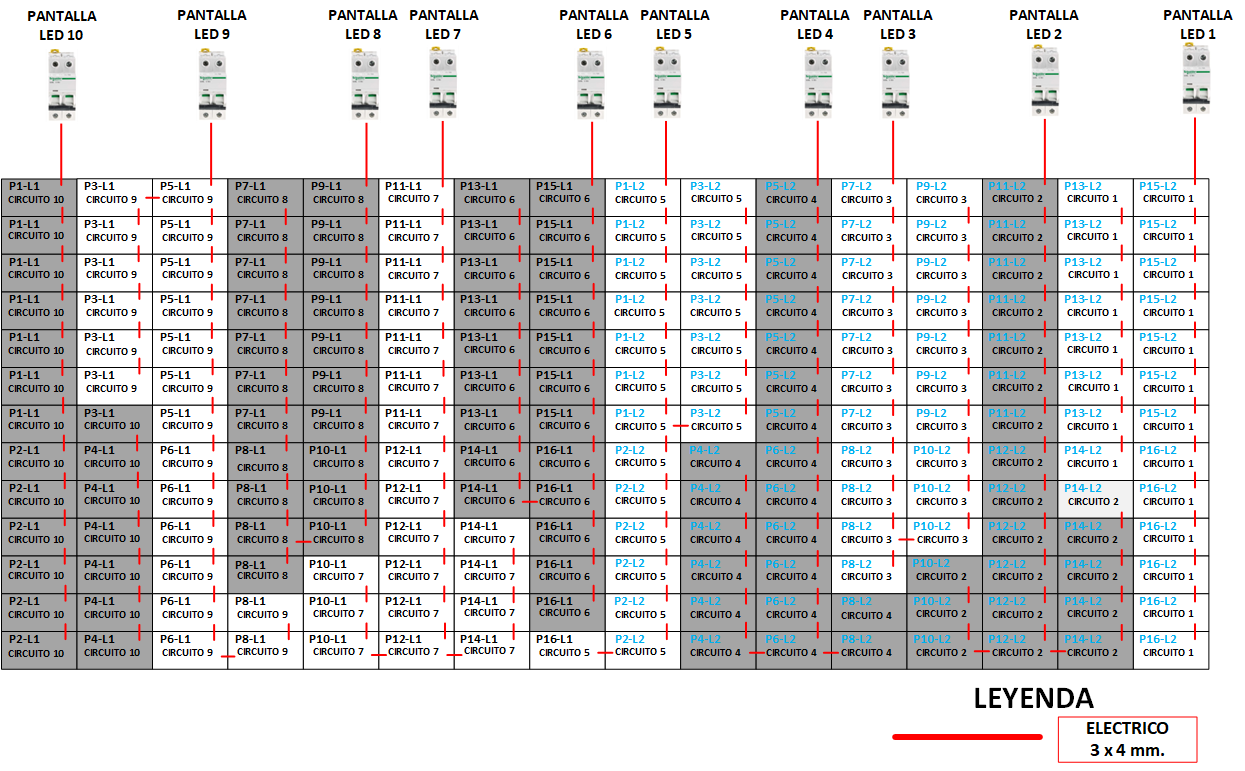 PANTALLA PANTALLA PANTALLA PANTALLA PANTALLA PANTALLA PANTALLA PANTALLA PANTALLA PANTALLA
LED 10 LED 9 LED 8 LED 7 LED 6 LED 5 LED 4 LED 3 LED 2 LED 1
P1-L1 P3-L1 P5-L1 P7-L1 P9-L1 P11-L1 P13-L1 P15-L1 P1-L2 P3-L2 P5-L2 P7-L2 P9-L2 P11-L2 P13-L2 P15-L2
CIRCUITO 10 CIRCUITO 9 CIRCUITO 9 CIRCUITO 8 CIRCUITO 8 CIRCUITO 7 CIRCUITO 6 CIRCUITO 6 CIRCUITO 5 CIRCUITO 5 CIRCUITO 4 CIRCUITO 3 CIRCUITO 3 CIRCUITO 2 CIRCUITO 1 CIRCUITO 1
P1-L1 P3-L1 P5-L1 P7-L1 P9-L1 P11-L1 P13-L1 P15-L1 P1-L2 P3-L2 P5-L2 P7-L2 P9-L2 P11-L2 P13-L2 P15-L2
CIRCUITO 10 CIRCUITO 9 CIRCUITO 9 CIRCUITO 8 CIRCUITO 8 CIRCUITO 7 CIRCUITO 6 CIRCUITO 6 CIRCUITO 5 CIRCUITO 5 CIRCUITO 4 CIRCUITO 3 CIRCUITO 3 CIRCUITO 2 CIRCUITO 1 CIRCUITO 1
P1-L1 P3-L1 P5-L1 P7-L1 P9-L1 P11-L1 P13-L1 P15-L1 P1-L2 P3-L2 P5-L2 P7-L2 P9-L2 P11-L2 P13-L2 P15-L2
CIRCUITO 10 CIRCUITO 9 CIRCUITO 9 CIRCUITO 8 CIRCUITO 8 CIRCUITO 7 CIRCUITO 6 CIRCUITO 6 CIRCUITO 5 CIRCUITO 5 CIRCUITO 4 CIRCUITO 3 CIRCUITO 3 CIRCUITO 2 CIRCUITO 1 CIRCUITO 1
P1-L1 P3-L1 P5-L1 P7-L1 P9-L1 P11-L1 P13-L1 P15-L1 P1-L2 P3-L2 P5-L2 P7-L2 P9-L2 P11-L2 P13-L2 P15-L2
CIRCUITO 10 CIRCUITO 9 CIRCUITO 9 CIRCUITO 8 CIRCUITO 8 CIRCUITO 7 CIRCUITO 6 CIRCUITO 6 CIRCUITO 5 CIRCUITO 5 CIRCUITO 4 CIRCUITO 3 CIRCUITO 3 CIRCUITO 2 CIRCUITO 1 CIRCUITO 1
P1-L1 P3-L1 P5-L1 P7-L1 P9-L1 P11-L1 P13-L1 P15-L1 P1-L2 P3-L2 P5-L2 P7-L2 P9-L2 P11-L2 P13-L2 P15-L2
CIRCUITO 10 CIRCUITO 9 CIRCUITO 9 CIRCUITO 8 CIRCUITO 8 CIRCUITO 7 CIRCUITO 6 CIRCUITO 6 CIRCUITO 5 CIRCUITO 5 CIRCUITO 4 CIRCUITO 3 CIRCUITO 3 CIRCUITO 2 CIRCUITO 1 CIRCUITO 1
P1-L1 P3-L1 P5-L1 P7-L1 P9-L1 P11-L1 P13-L1 P15-L1 P1-L2 P3-L2 P5-L2 P7-L2 P9-L2 P11-L2 P13-L2 P15-L2
CIRCUITO 10 CIRCUITO 9 CIRCUITO 9 CIRCUITO 8 CIRCUITO 8 CIRCUITO 7 CIRCUITO 6 CIRCUITO 6 CIRCUITO 5 CIRCUITO 5 CIRCUITO 4 CIRCUITO 3 CIRCUITO 3 CIRCUITO 2 CIRCUITO 1 CIRCUITO 1
P1-L1 P3-L1 P5-L1 P7-L1 P9-L1 P11-L1 P13-L1 P15-L1 P1-L2 P3-L2 P5-L2 P7-L2 P9-L2 P11-L2 P13-L2 P15-L2
CIRCUITO 10 CIRCUITO 10 CIRCUITO 9 CIRCUITO 8 CIRCUITO 8 CIRCUITO 7 CIRCUITO 6 CIRCUITO 6 CIRCUITO 5 CIRCUITO 5 CIRCUITO 4 CIRCUITO 3 CIRCUITO 3 CIRCUITO 2 CIRCUITO 1 CIRCUITO 1
P2-L1 P4-L1 P6-L1 P8-L1 P10-L1 P12-L1 P14-L1 P16-L1 P2-L2 P4-L2 P6-L2 P8-L2 P10-L2 P12-L2 P14-L2 P16-L2
CIRCUITO 10 CIRCUITO 10 CIRCUITO 9 CIRCUITO 8 CIRCUITO 8 CIRCUITO 7 CIRCUITO 6 CIRCUITO 6 CIRCUITO 5 CIRCUITO 4 CIRCUITO 4 CIRCUITO 3 CIRCUITO 3 CIRCUITO 2 CIRCUITO 1 CIRCUITO 1
P2-L1 P4-L1 P6-L1 P8-L1 P10-L1 P12-L1 P14-L1 P16-L1 P2-L2 P4-L2 P6-L2 P8-L2 P10-L2 P12-L2 P14-L2 P16-L2
CIRCUITO 10 CIRCUITO 10 CIRCUITO 9 CIRCUITO 8 CIRCUITO 8 CIRCUITO 7 CIRCUITO 6 CIRCUITO 6 CIRCUITO 5 CIRCUITO 4 CIRCUITO 4 CIRCUITO 3 CIRCUITO 3 CIRCUITO 2 CIRCUITO 2 CIRCUITO 1
P2-L1 P4-L1 P6-L1 P8-L1 P10-L1 P12-L1 P14-L1 P16-L1 P2-L2 P4-L2 P6-L2 P8-L2 P10-L2 P12-L2 P14-L2 P16-L2
CIRCUITO 10 CIRCUITO 10 CIRCUITO 9 CIRCUITO 8 CIRCUITO 8 CIRCUITO 7 CIRCUITO 7 CIRCUITO 6 CIRCUITO 5 CIRCUITO 4 CIRCUITO 4 CIRCUITO 3 CIRCUITO 3 CIRCUITO 2 CIRCUITO 2 CIRCUITO 1
P2-L1 P4-L1 P6-L1 P8-L1 P10-L1 P12-L1 P14-L1 P16-L1 P2-L2 P4-L2 P6-L2 P8-L2 P10-L2 P12-L2 P14-L2 P16-L2
CIRCUITO 10 CIRCUITO 10 CIRCUITO 9 CIRCUITO 8 CIRCUITO 7 CIRCUITO 7 CIRCUITO 7 CIRCUITO 6 CIRCUITO 5 CIRCUITO 4 CIRCUITO 4 CIRCUITO 3 CIRCUITO 2 CIRCUITO 2 CIRCUITO 2 CIRCUITO 1
P2-L1 P4-L1 P6-L1 P8-L1 P10-L1 P12-L1 P14-L1 P16-L1 P2-L2 P4-L2 P6-L2 P8-L2 P10-L2 P12-L2 P14-L2 P16-L2
CIRCUITO 10 CIRCUITO 10 CIRCUITO 9 CIRCUITO 9 CIRCUITO 7 CIRCUITO 7 CIRCUITO 7 CIRCUITO 6 CIRCUITO 5 CIRCUITO 4 CIRCUITO 4 CIRCUITO 4 CIRCUITO 2 CIRCUITO 2 CIRCUITO 2 CIRCUITO 1
P2-L1 P4-L1 P6-L1 P8-L1 P10-L1 P12-L1 P14-L1 P16-L1 P2-L2 P4-L2 P6-L2 P8-L2 P10-L2 P12-L2 P14-L2 P16-L2
CIRCUITO 10 CIRCUITO 10 CIRCUITO 9 CIRCUITO 9 CIRCUITO 7 CIRCUITO 7 CIRCUITO 7 CIRCUITO 5 CIRCUITO 5 CIRCUITO 4 CIRCUITO 4 CIRCUITO 4 CIRCUITO 2 CIRCUITO 2 CIRCUITO 2 CIRCUITO 1
LEYENDA
ELECTRICO
3 x 4 mm.